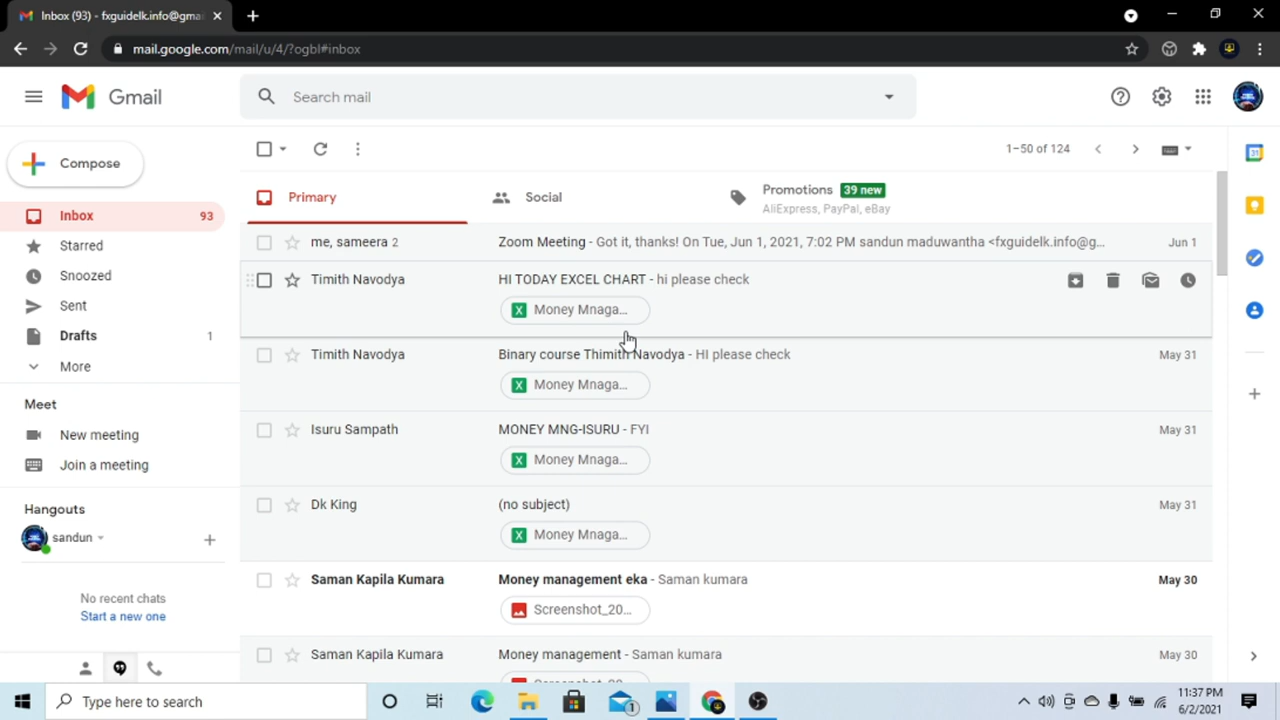 Inbox (93) - fxguidelk.info@gma
mail.google.com/mail/u/4/?ogbl#inbox
Gmail
Search mail
Compose
1–50 of 124
Primary
Social
Promotions 39 new
AliExpress, PayPal, eBay
Inbox 93
Starred
Snoozed
Sent
Drafts 1
More
Meet
New meeting
Join a meeting
Hangouts
sandun
No recent chats
Start a new one
me, sameera 2 Zoom Meeting - Got it, thanks! On Tue, Jun 1, 2021, 7:02 PM sandun maduwantha <fxguidelk.info@g... Jun 1
Timith Navodya HI TODAY EXCEL CHART - hi please check
X Money Mnaga...
Timith Navodya Binary course Thimith Navodya - HI please check May 31
X Money Mnaga...
Isuru Sampath MONEY MNG-ISURU - FYI May 31
X Money Mnaga...
Dk King (no subject) May 31
X Money Mnaga...
Saman Kapila Kumara Money management eka - Saman kumara May 30
Screenshot_20...
Saman Kapila Kumara Money management - Saman kumara May 30
31
Type here to search
1
11:37 PM
6/2/2021